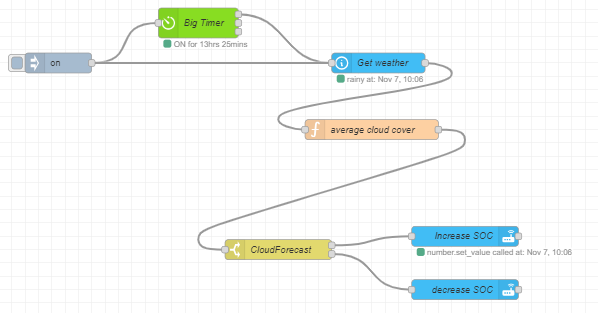 Big Timer
ON for 13hrs 25mins
on
Get weather
rainy at: Nov 7, 10:06
average cloud cover
CloudForecast
Increase SOC
number.set_value called at: Nov 7, 10:06
decrease SOC